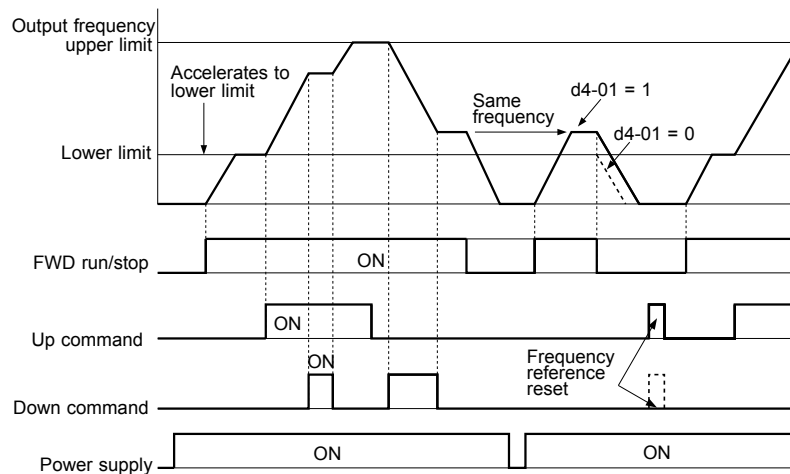 Output frequency
upper limit
Accelerates to
lower limit
Same
frequency
d4-01 = 1
d4-01 = 0
Lower limit
FWD run/stop
ON
Up command
ON
ON
Frequency
reference
reset
Down command
Power supply
ON
ON